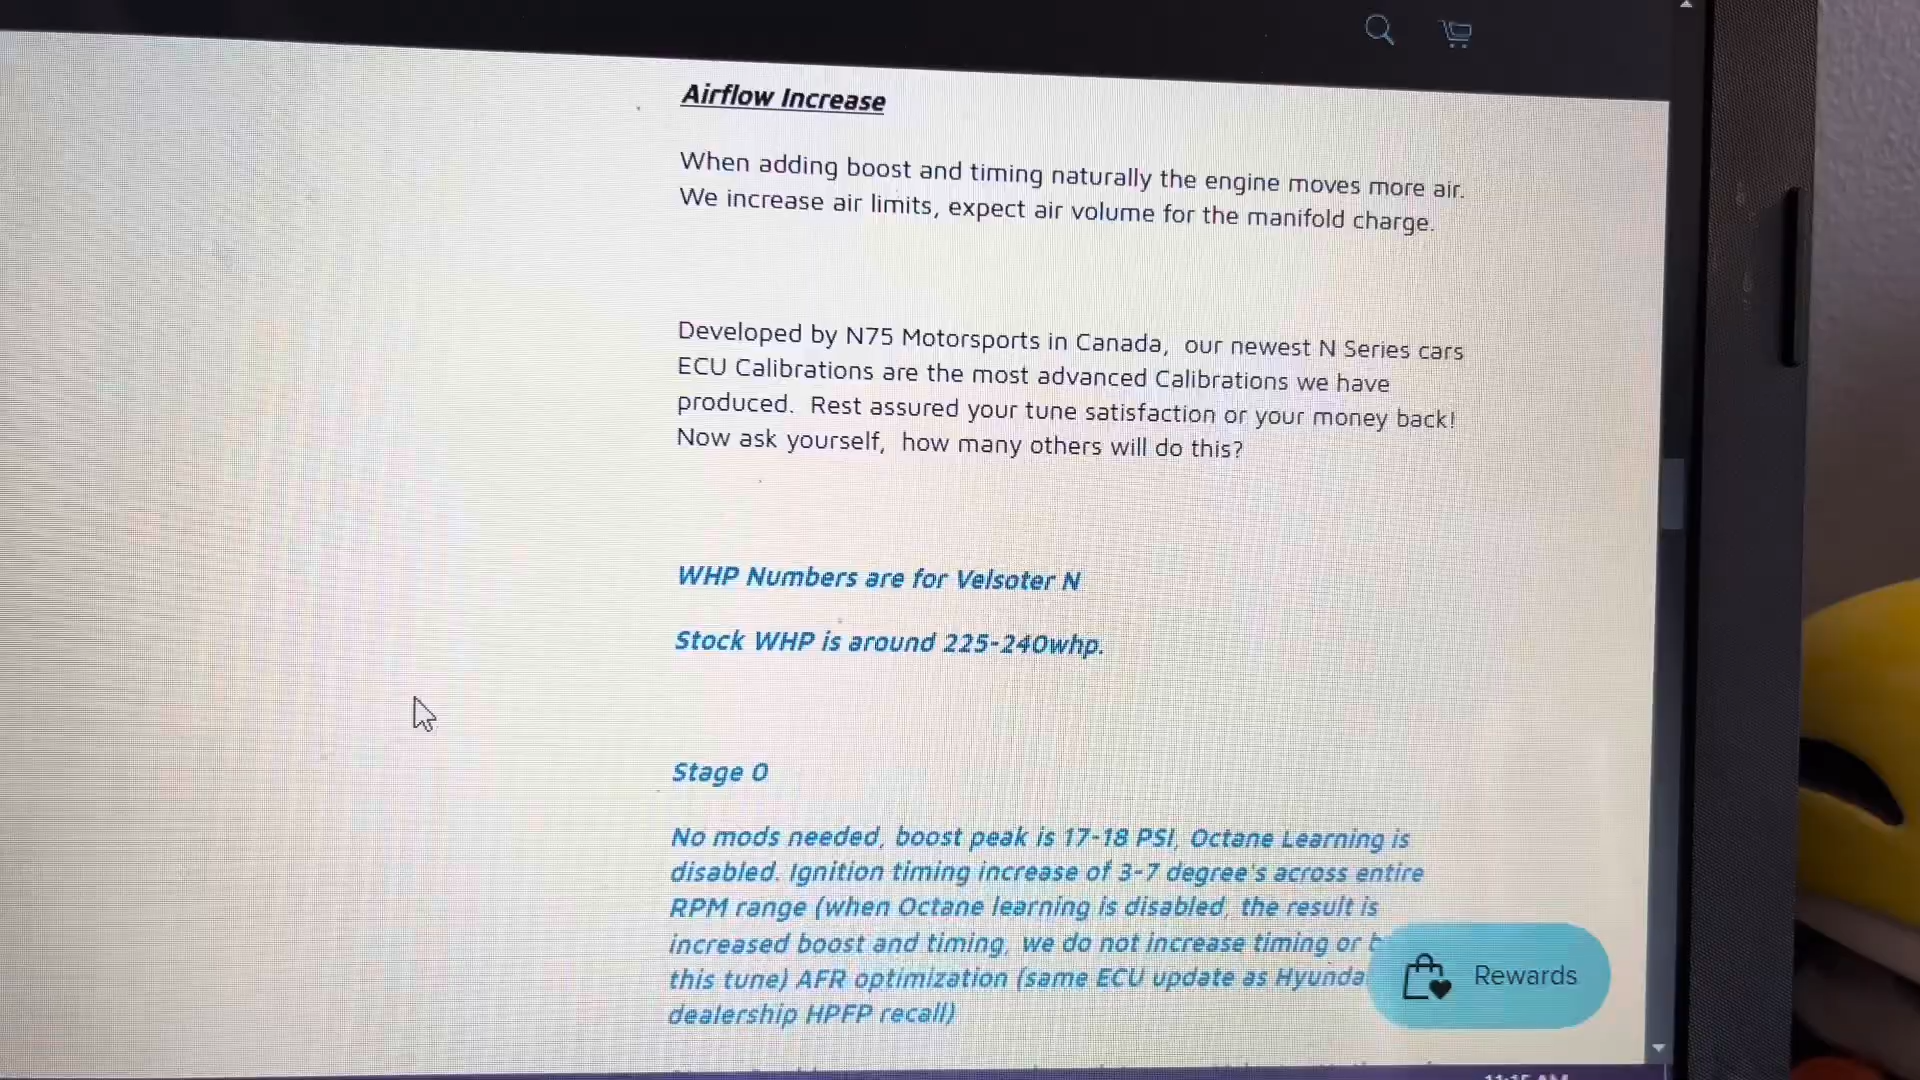 Airflow Increase
When adding boost and timing naturally the engine moves more air.
We increase air limits, expect air volume for the manifold charge.
Developed by N75 Motorsports in Canada, our newest N Series cars
ECU Calibrations are the most advanced Calibrations we have
produced. Rest assured your tune satisfaction or your money back!
Now ask yourself, how many others will do this?
WHP Numbers are for Velsoter N
Stock WHP is around 225-240whp.
Stage 0
No mods needed, boost peak is 17-18 PSI, Octane Learning is
disabled. Ignition timing increase of 3-7 degree's across entire
RPM range (when Octane learning is disabled, the result is
increased boost and timing, we do not increase timing or
this tune) AFR optimization (same ECU update as
dealership HPFP recall)
Rewards